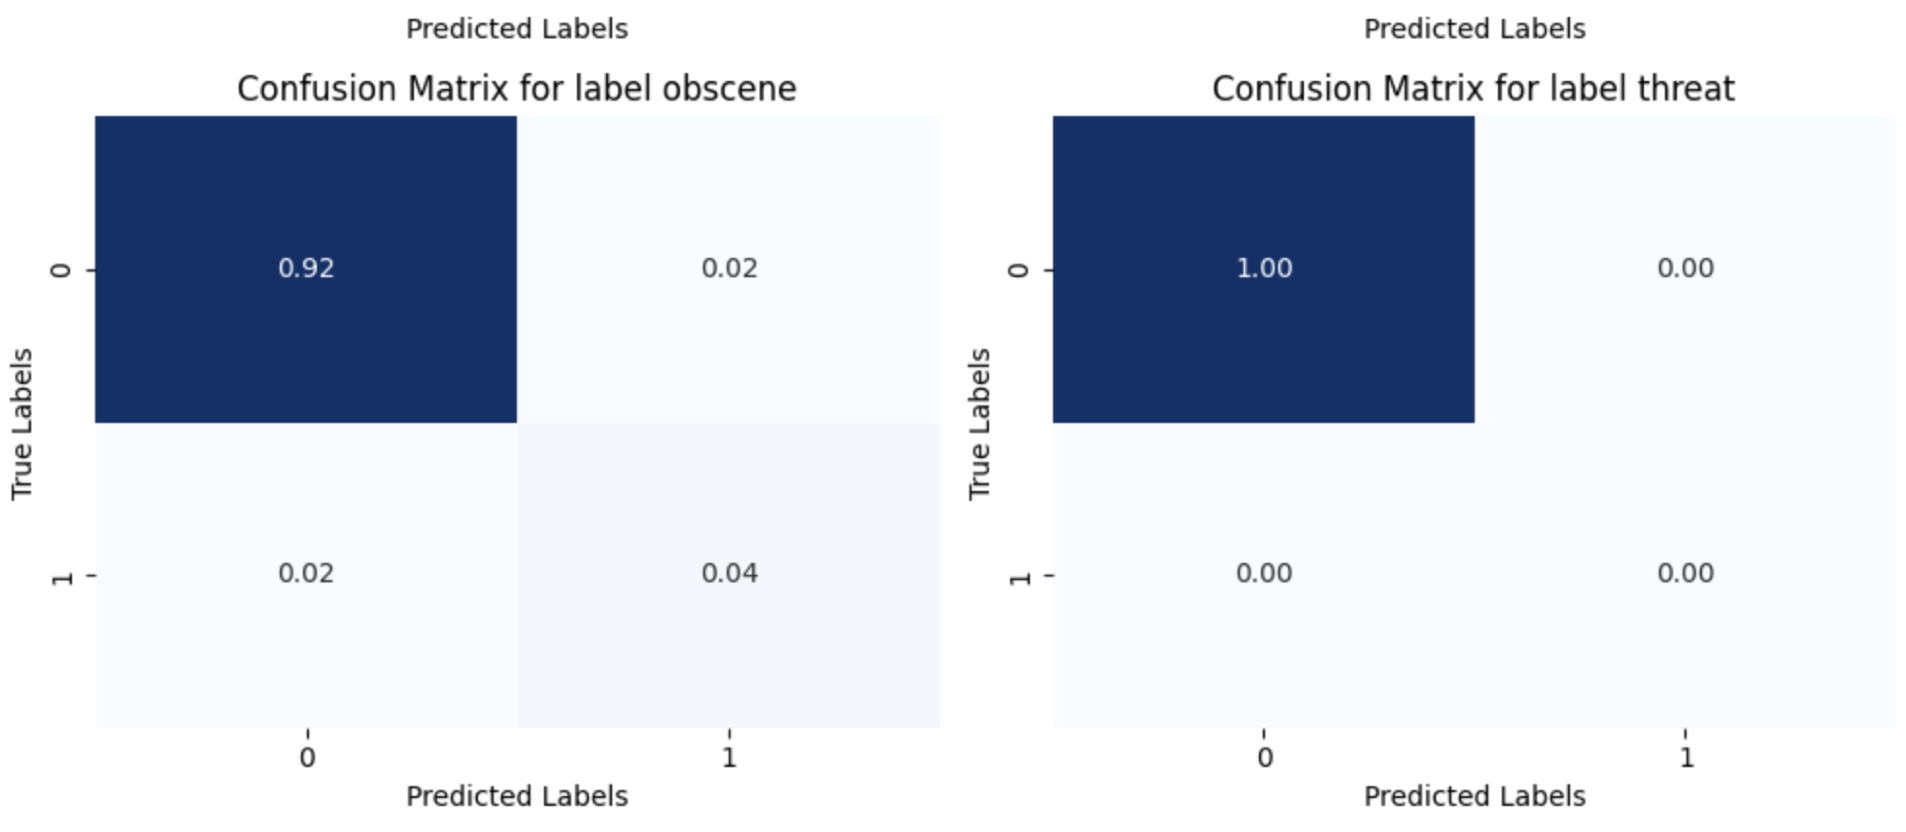 Predicted Labels
Predicted Labels
Confusion Matrix for label obscene
0
True Labels
1
0.92
0.02
0.02
0.04
0
1
Predicted Labels
Confusion Matrix for label threat
0
True Labels
1
1.00
0.00
0.00
0.00
0
1
Predicted Labels